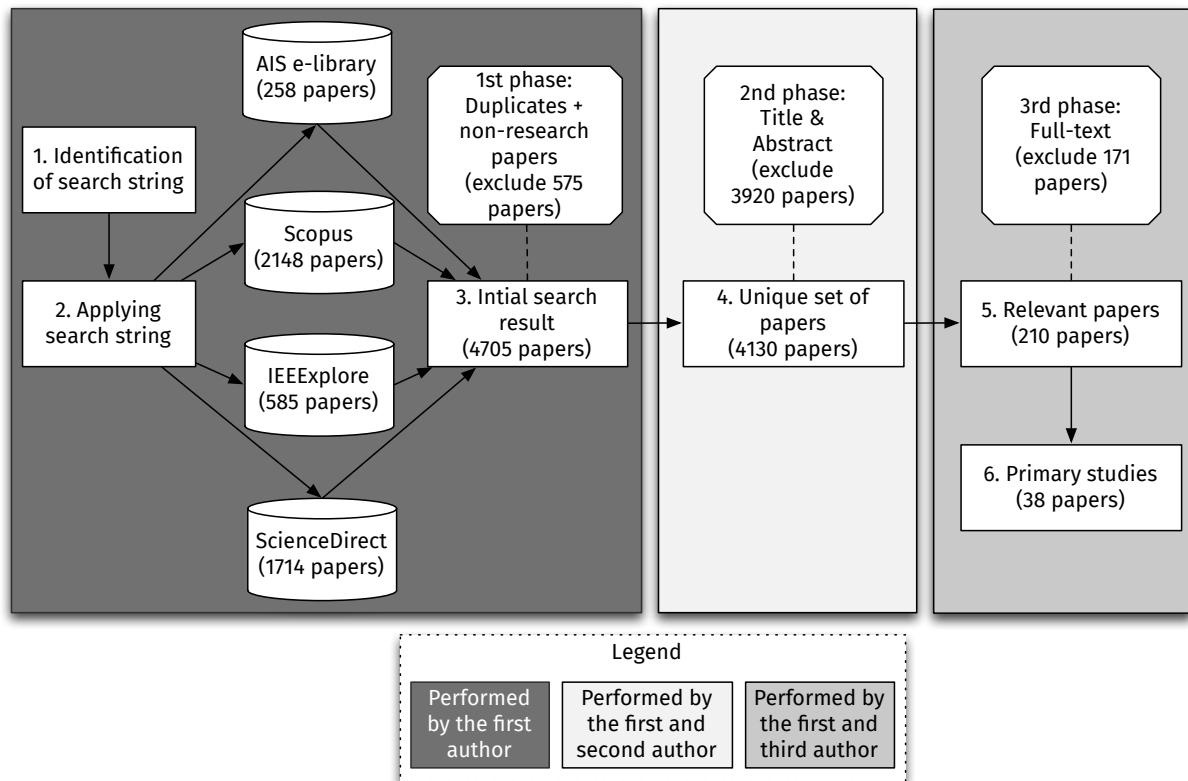 1. Identification
of search string
2. Applying
search string
AIS e-library
(258 papers)
Scopus
(2148 papers)
IEEExplore
(585 papers)
ScienceDirect
(1714 papers)
1st phase:
Duplicates +
non-research
papers
(exclude 575
papers)
3. Intial search
result
(4705 papers)
2nd phase:
Title &
Abstract
(exclude
3920 papers)
4. Unique set of
papers
(4130 papers)
3rd phase:
Full-text
(exclude 171
papers)
5. Relevant papers
(210 papers)
6. Primary studies
(38 papers)
Legend
Performed
by the first
author
Performed by
the first and
second author
Performed by
the first and
third author